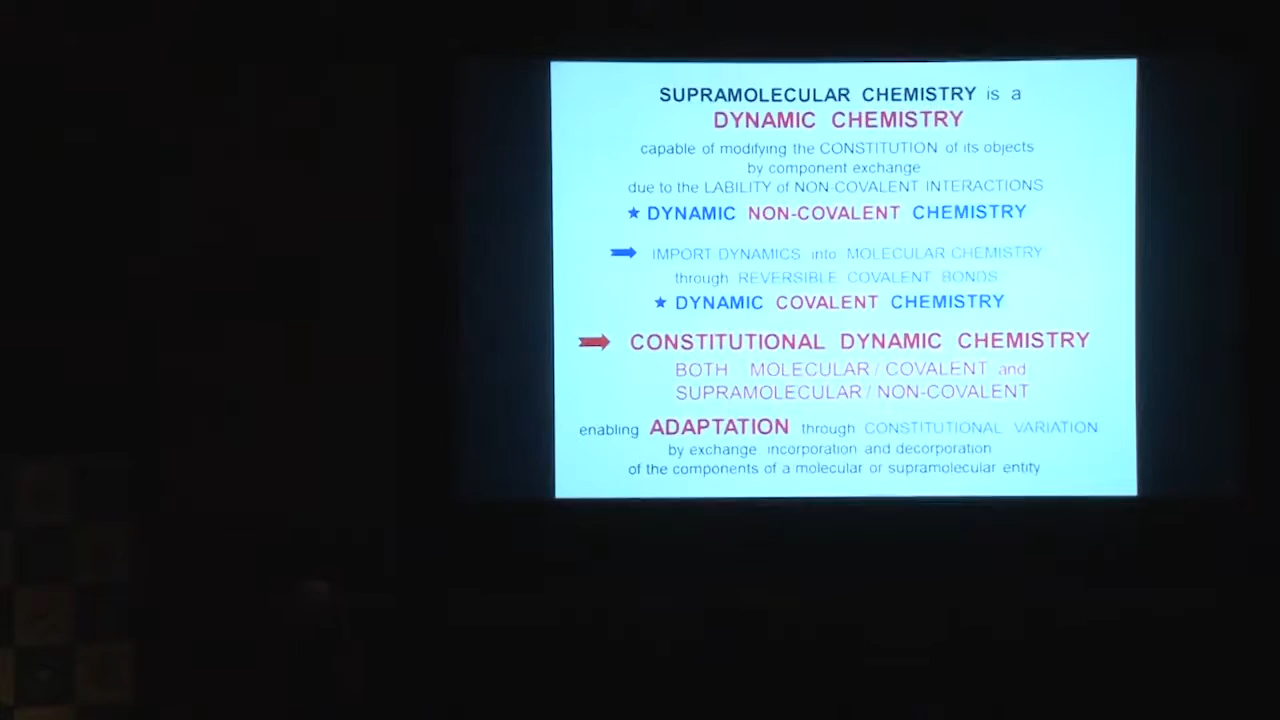 SUPRAMOLECULAR CHEMISTRY is a
DYNAMIC CHEMISTRY
capable of modifying the CONSTITUTION of its objects
by component exchange
due to the LABILITY of NON COVALENT INTERACTIONS
★ DYNAMIC NON-COVALENT CHEMISTRY
IMPORT DYNAMICS into MOLECULAR CHEMISTRY
through REVERSIBLE COVALENT BONDS
★ DYNAMIC COVALENT CHEMISTRY
CONSTITUTIONAL DYNAMIC CHEMISTRY
BOTH MOLECULAR / COVALENT and
SUPRAMOLECULAR / NON-COVALENT
enabling ADAPTATION through CONSTITUTIONAL VARIATION
by exchange incorporation and decorporation
of the components of a molecular or supramolecular entity